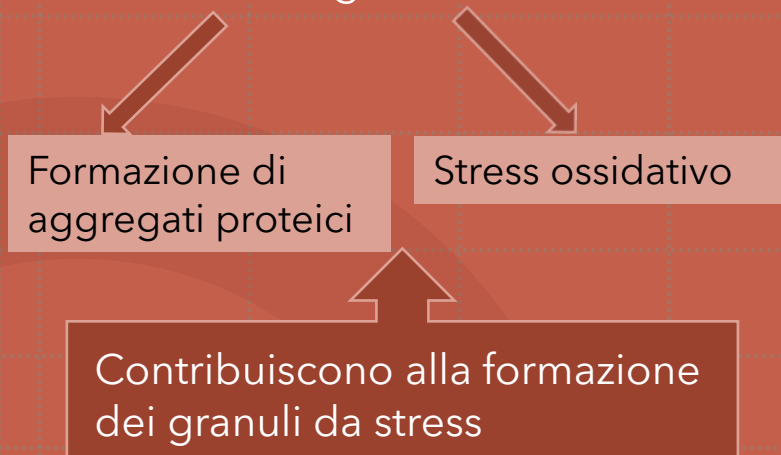 Formazione di
aggregati proteici
Stress ossidativo
Contribuiscono alla formazione
dei granuli da stress